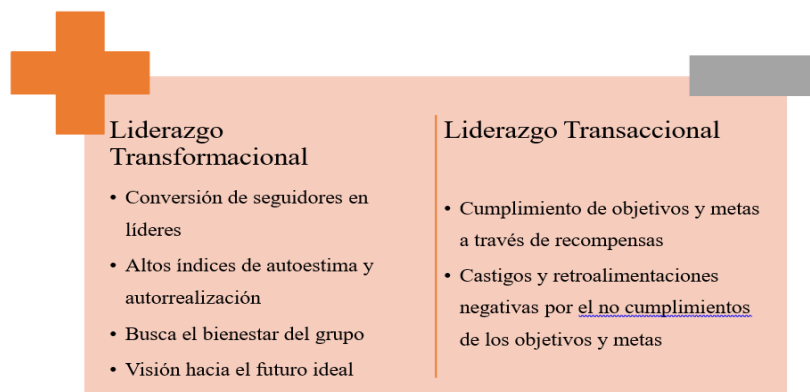 Liderazgo
Transformacional
• Conversión de seguidores en
líderes
• Altos índices de autoestima y
autorrealización
• Busca el bienestar del grupo
• Visión hacia el futuro ideal
Liderazgo Transaccional
• Cumplimiento de objetivos y metas
a través de recompensas
• Castigos y retroalimentaciones
negativas por el no cumplimientos
de los objetivos y metas